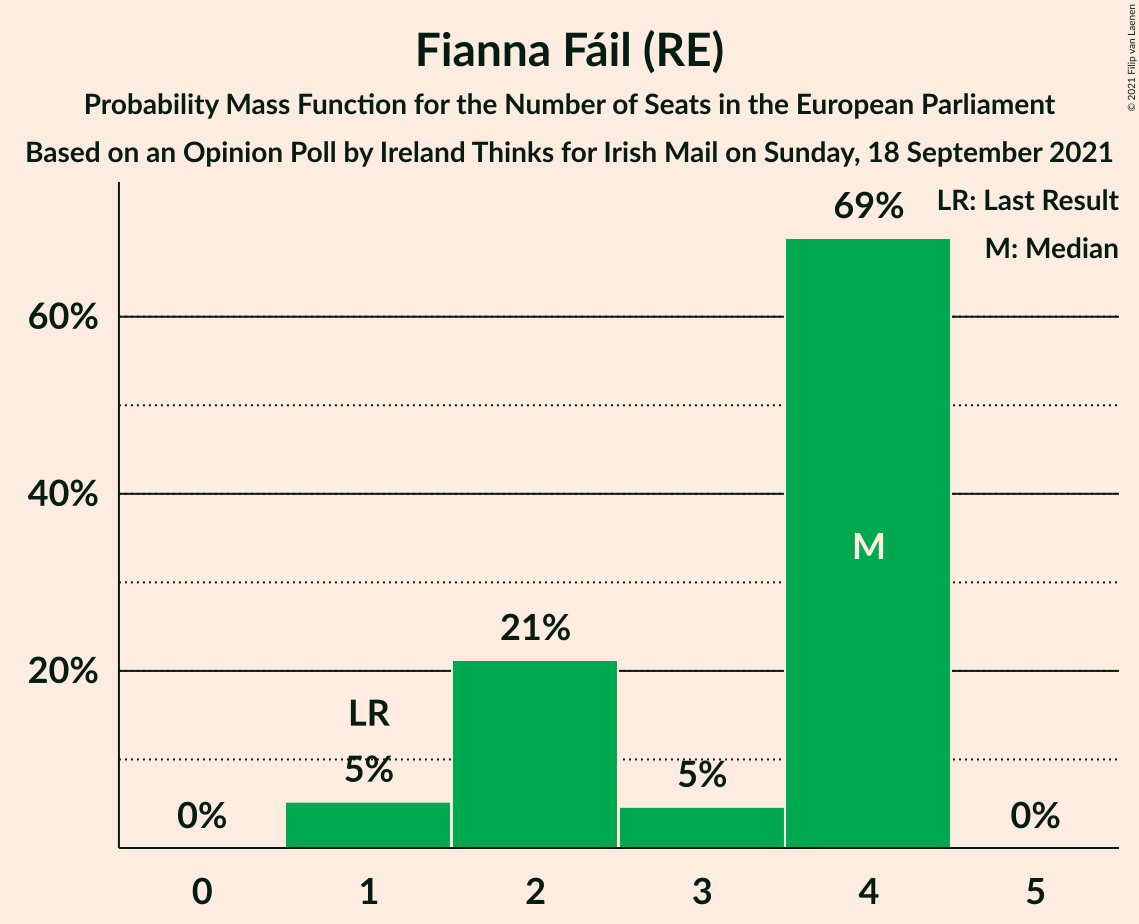 Fianna Fáil (RE)
Probability Mass Function for the Number of Seats in the European Parliament
Based on an Opinion Poll by Ireland Thinks for Irish Mail on Sunday, 18 September 2021
© 2021 Filip van Laenen
LR: Last Result
M: Median
69%
60%
40%
M
21%
20%
LR
5%
5%
0%
0%
0 1 2 3 4 5